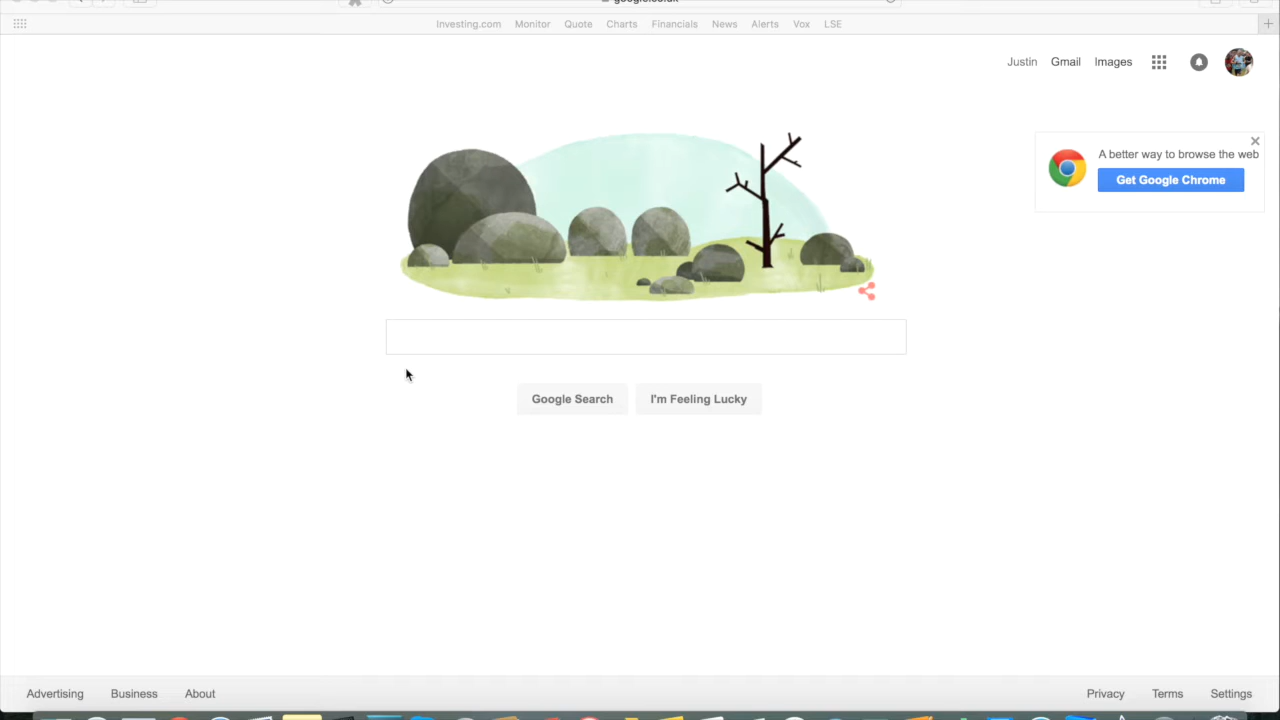 Investing.com Monitor Quote Charts Financials News Alerts Vox LSE
Justin Gmail Images
A better way to browse the web
Get Google Chrome
Google Search I'm Feeling Lucky
Advertising Business About Privacy Terms Settings